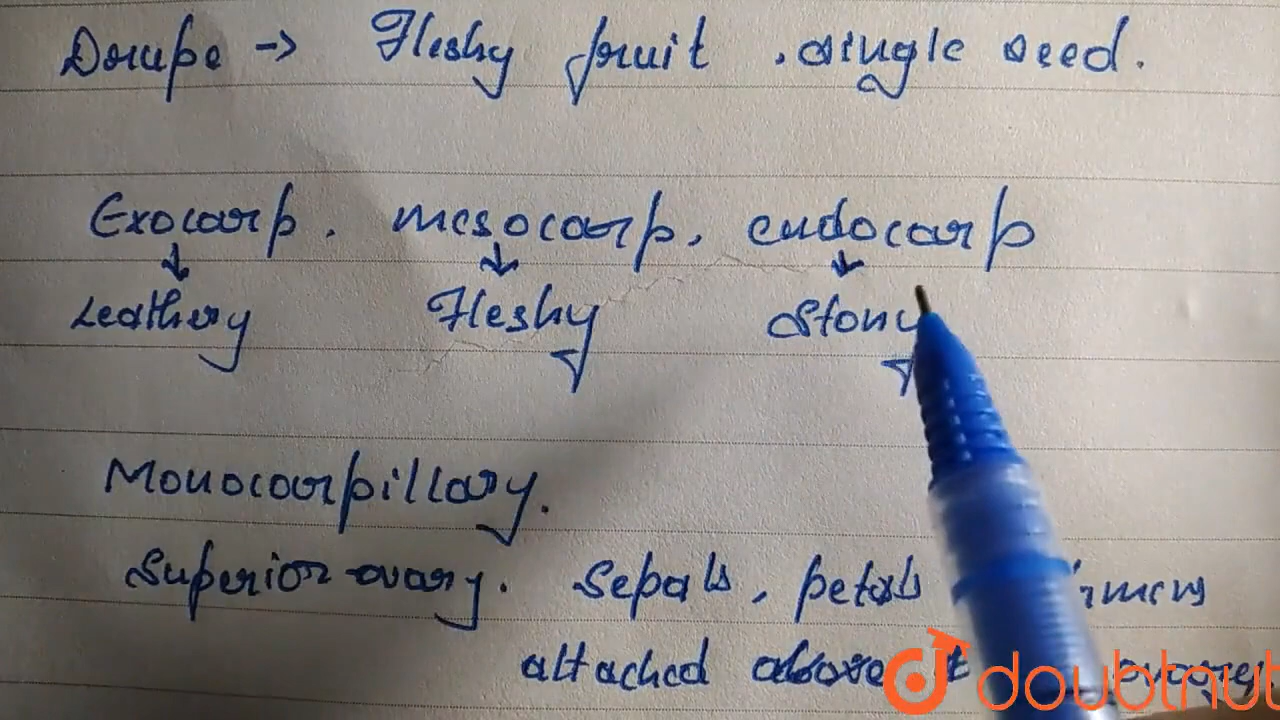 Drupe -> Fleshy fruit, single seed.
Exocarp, mesocarp, endocarp
Leathery Fleshy Stony
Monocarpillary.
Superior ovary. Sepals, petals
attached above
doubtnut